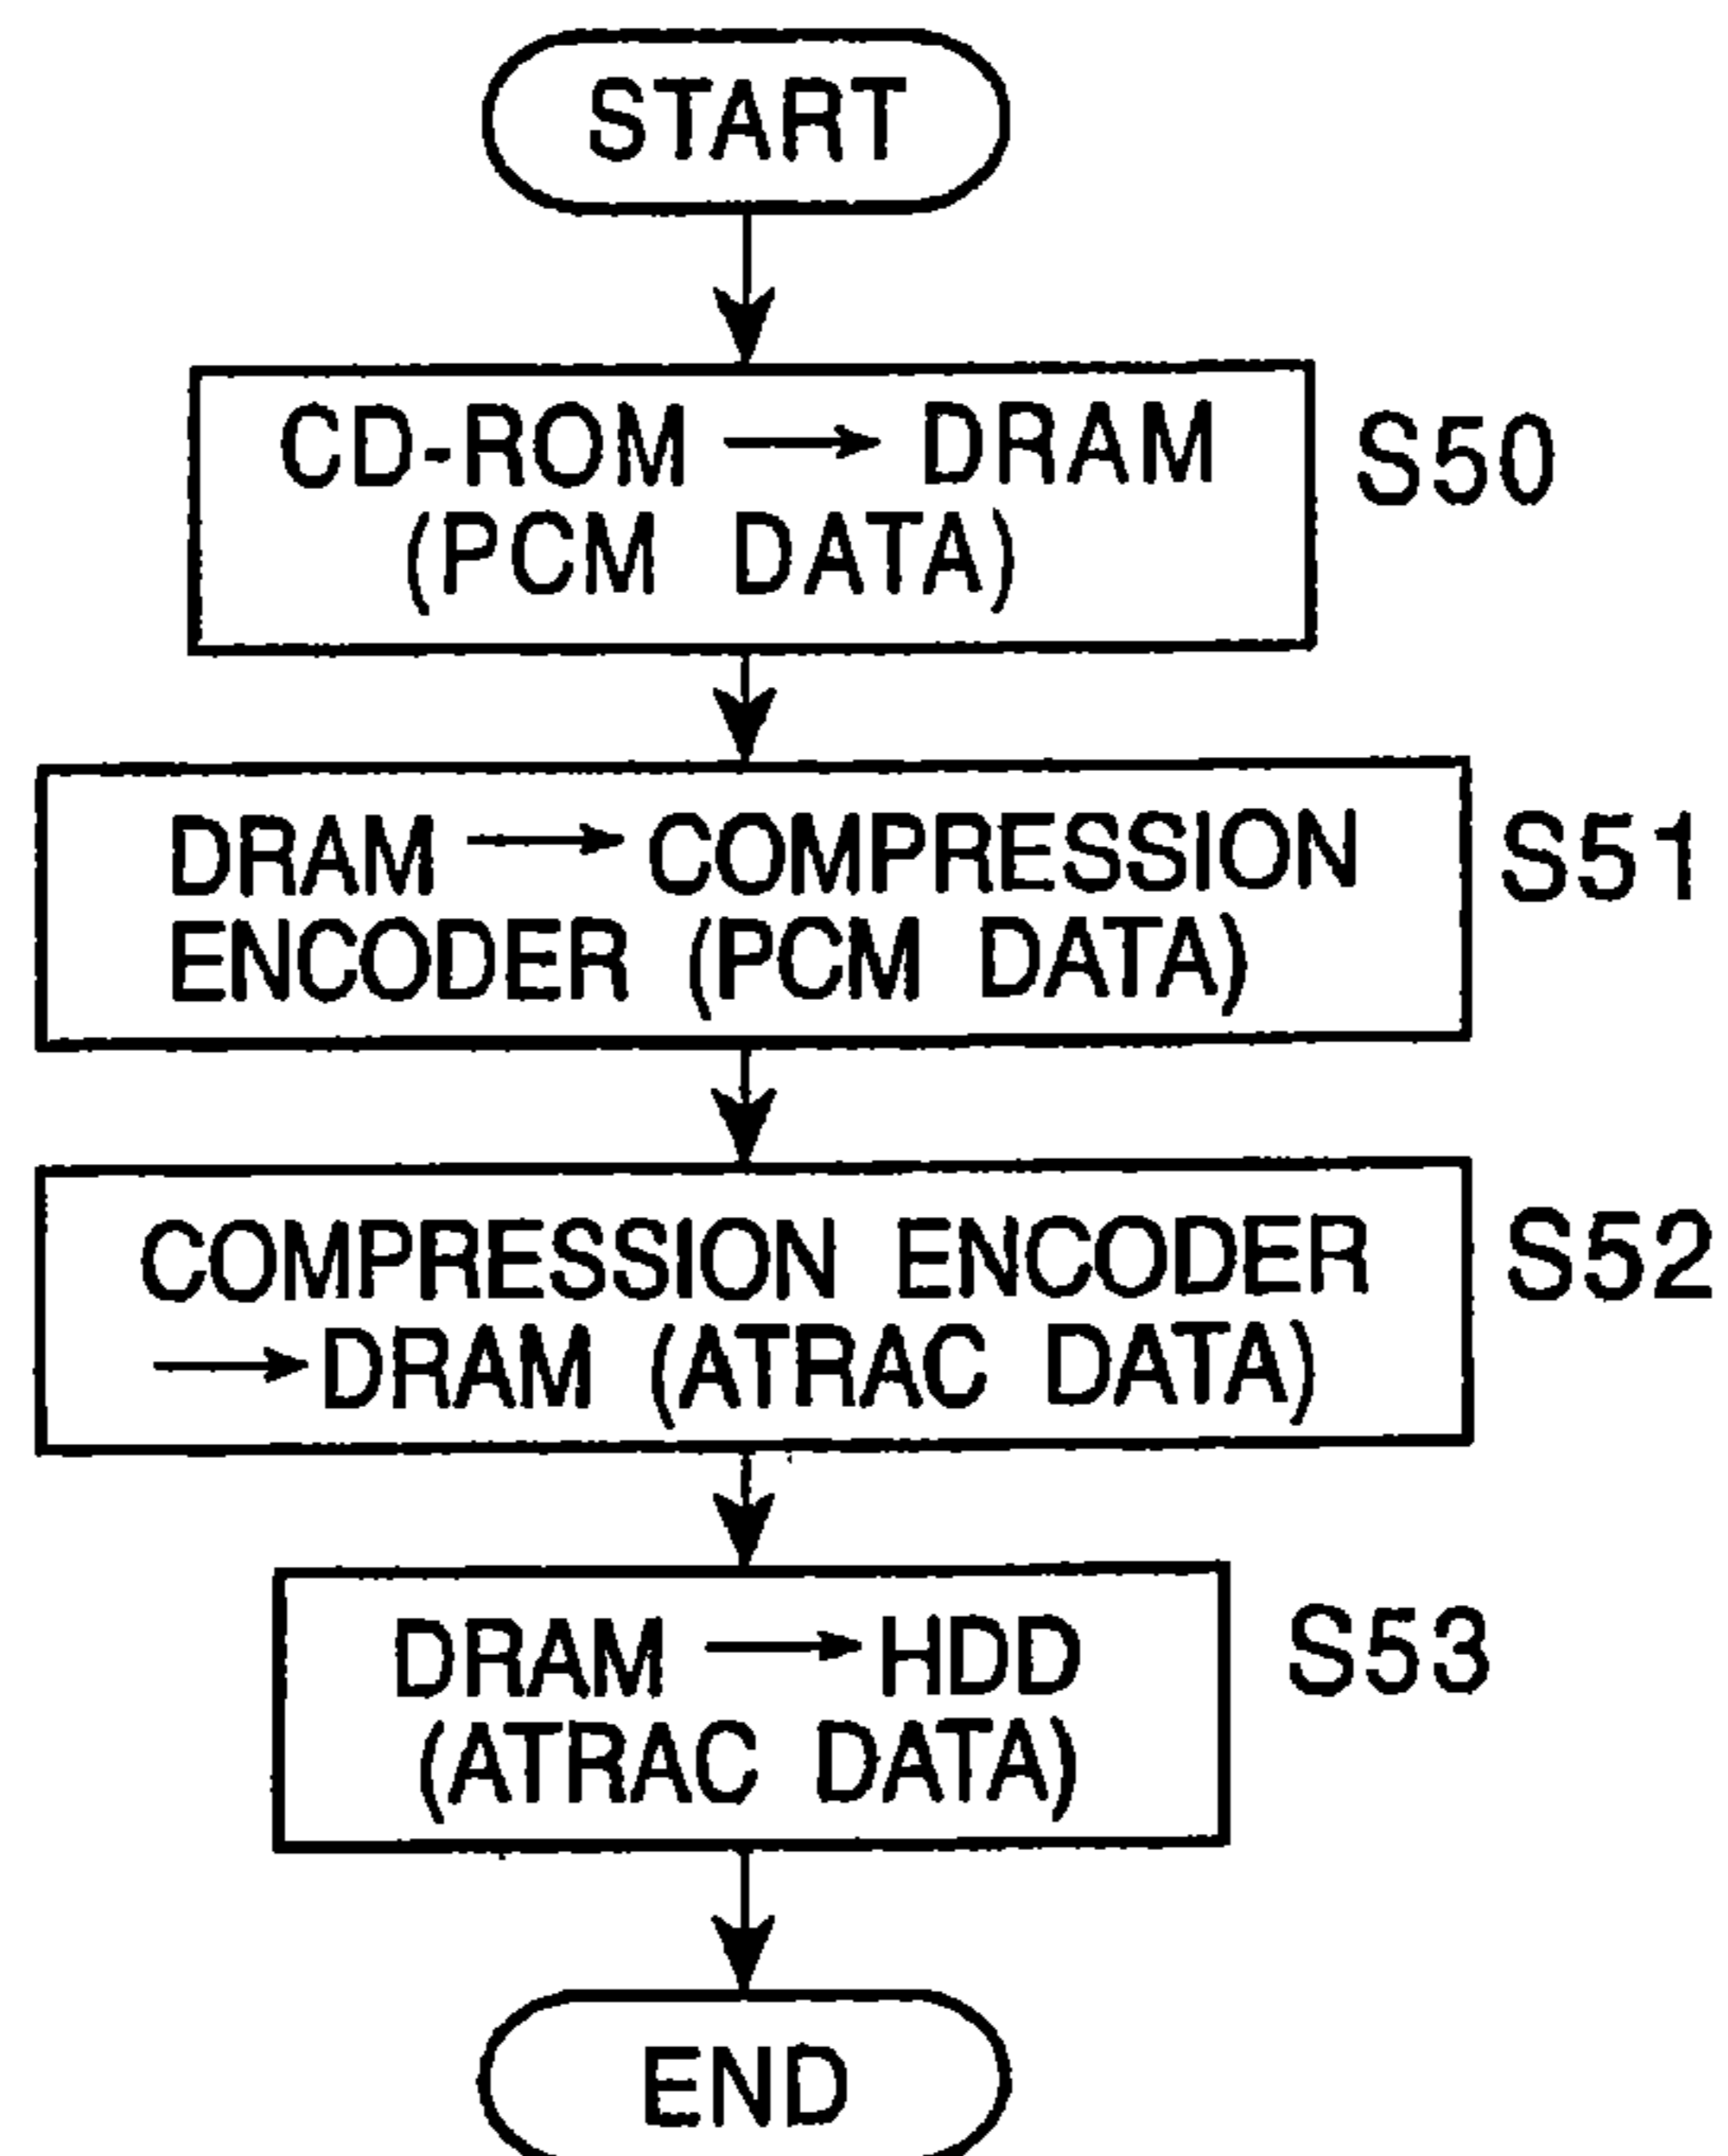 START
CD-ROM → DRAM
(PCM DATA)
S50
DRAM → COMPRESSION
ENCODER (PCM DATA)
S51
COMPRESSION ENCODER
→ DRAM (ATRAC DATA)
S52
DRAM → HDD
(ATRAC DATA)
S53
END